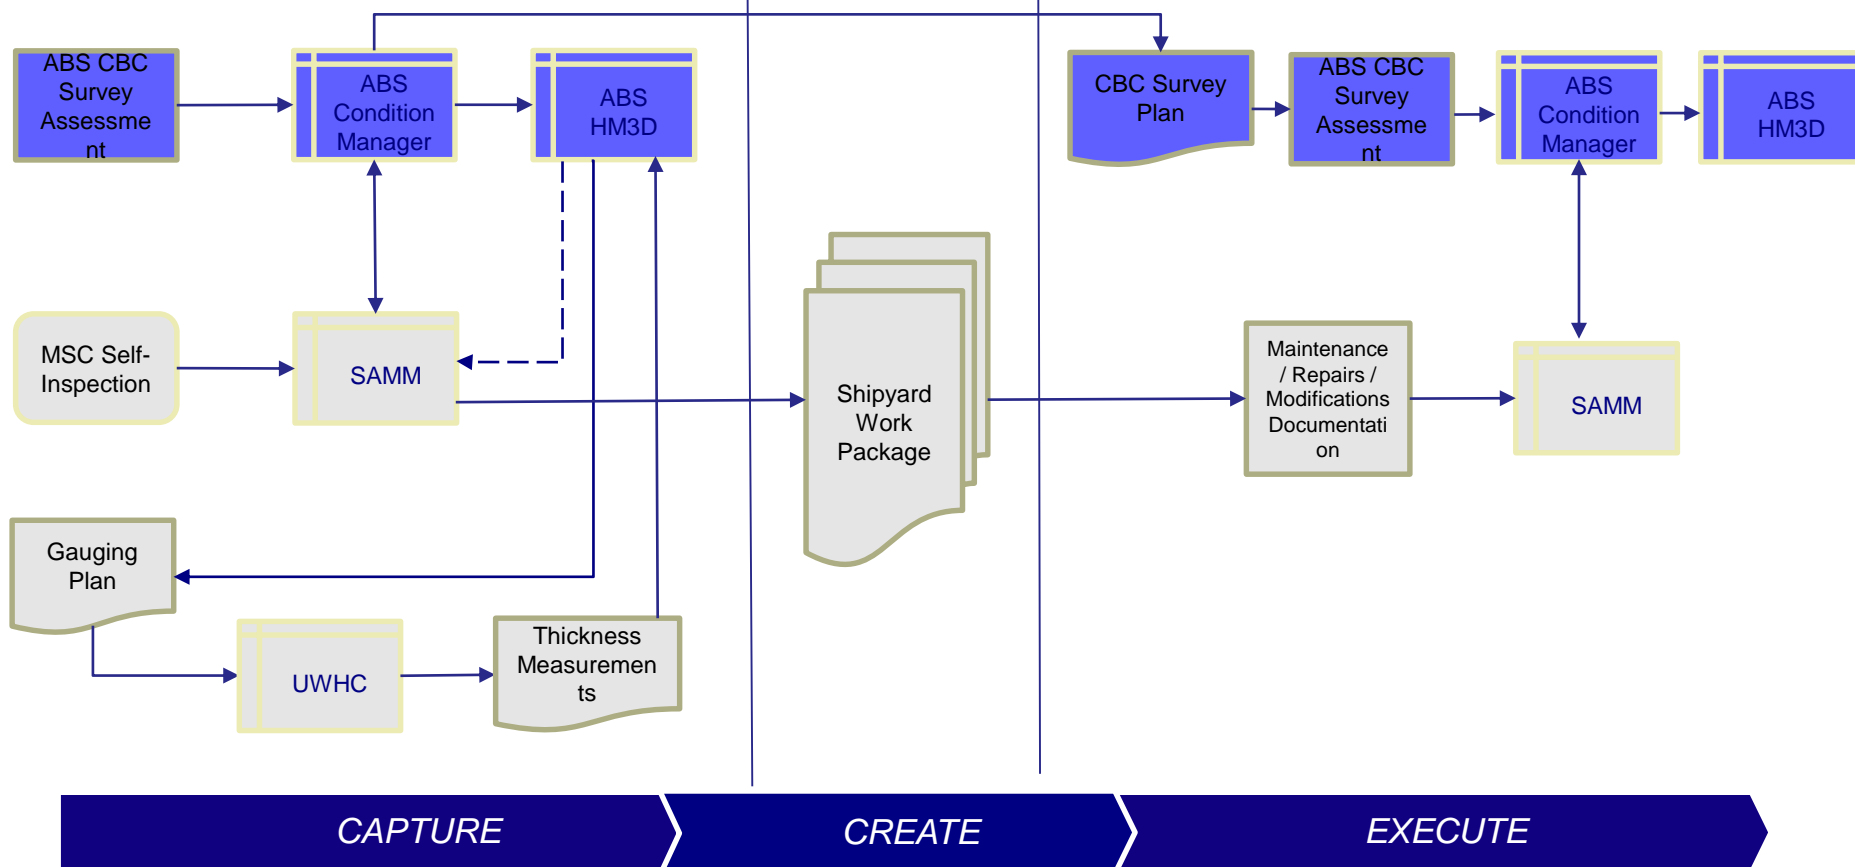 ABS CBC
Survey
Assessme
nt
ABS
Condition
Manager
ABS
HM3D
CBC Survey
Plan
ABS CBC
Survey
Assessme
nt
ABS
Condition
Manager
ABS
HM3D
MSC Self-
Inspection
SAMM
Shipyard
Work
Package
Maintenance
/ Repairs /
Modifications
Documentati
on
SAMM
Gauging
Plan
UWHC
Thickness
Measuremen
ts
CAPTURE
CREATE
EXECUTE